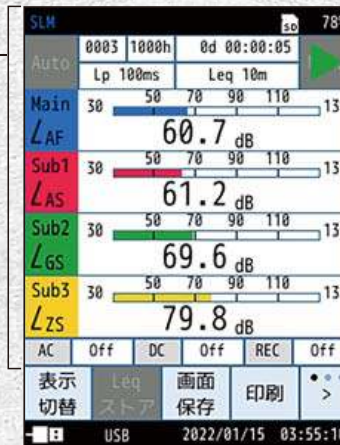 SLM SD 78%
Auto 0003 1000h 0d 00:00:05
Lp 100ms Leq 10m
Main 30 50 70 90 110 13
LAF 60.7 dB
Sub1 30 50 70 90 110 13
LAS 61.2 dB
Sub2 30 50 70 90 110 13
LGS 69.6 dB
Sub3 30 50 70 90 110 13
LZS 79.8 dB
AC Off DC Off REC Off
表示 Leq 画面 印刷 >
切替 ストア 保存
USB 2022/01/15 03:55:1